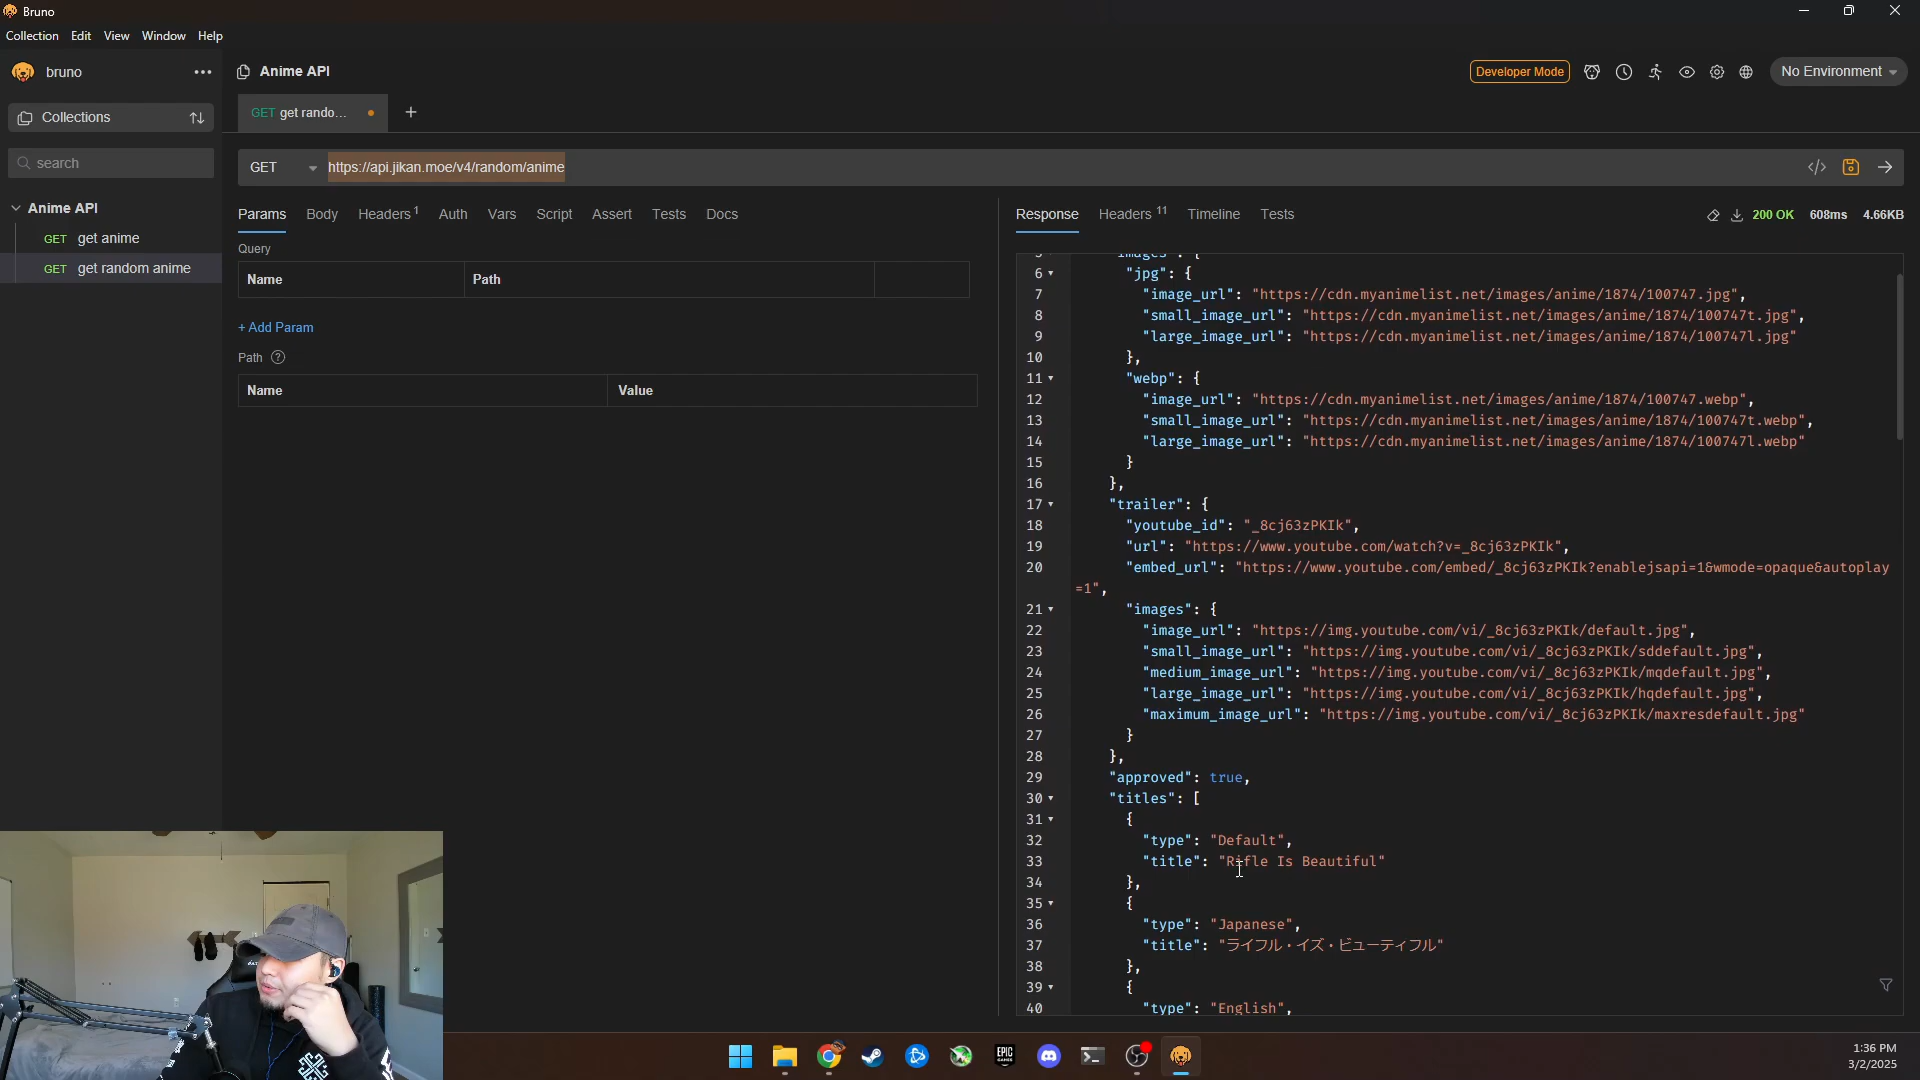 Bruno
Collection Edit View Window Help
bruno
Anime API
Developer Mode
No Environment
Collections
GET get rando...
search
GET
https://api.jikan.moe/v4/random/anime
Anime API
GET get anime
GET get random anime
Params Body Headers 1 Auth Vars Script Assert Tests Docs
Query
Name Path
+ Add Param
Path ?
Name Value
Response Headers 11 Timeline Tests
200 OK 608ms 4.66KB
5 "images": {
6 "jpg": {
7 "image_url": "https://cdn.myanimelist.net/images/anime/1874/100747.jpg",
8 "small_image_url": "https://cdn.myanimelist.net/images/anime/1874/100747t.jpg",
9 "large_image_url": "https://cdn.myanimelist.net/images/anime/1874/100747l.jpg"
10 },
11 "webp": {
12 "image_url": "https://cdn.myanimelist.net/images/anime/1874/100747.webp",
13 "small_image_url": "https://cdn.myanimelist.net/images/anime/1874/100747t.webp",
14 "large_image_url": "https://cdn.myanimelist.net/images/anime/1874/100747l.webp"
15 }
16 },
17 "trailer": {
18 "youtube_id": "_8cj63zPKIk",
19 "url": "https://www.youtube.com/watch?v=_8cj63zPKIk",
20 "embed_url": "https://www.youtube.com/embed/_8cj63zPKIk?enablejsapi=1&wmode=opaque&autoplay
=1",
21 "images": {
22 "image_url": "https://img.youtube.com/vi/_8cj63zPKIk/default.jpg",
23 "small_image_url": "https://img.youtube.com/vi/_8cj63zPKIk/sddefault.jpg",
24 "medium_image_url": "https://img.youtube.com/vi/_8cj63zPKIk/mqdefault.jpg",
25 "large_image_url": "https://img.youtube.com/vi/_8cj63zPKIk/hqdefault.jpg",
26 "maximum_image_url": "https://img.youtube.com/vi/_8cj63zPKIk/maxresdefault.jpg"
27 }
28 },
29 "approved": true,
30 "titles": [
31 {
32 "type": "Default",
33 "title": "Rifle Is Beautiful"
34 },
35 {
36 "type": "Japanese",
37 "title": "ライフル・イズ・ビューティフル"
38 },
39 {
40 "type": "English",
EPIC
GAMES
1:36 PM
3/2/2025